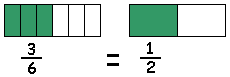 3/6 = 1/2